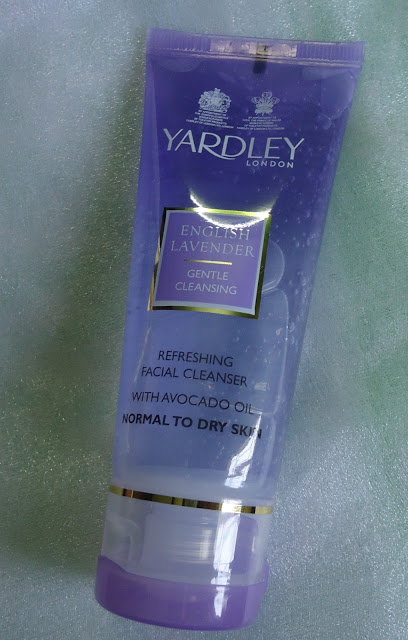 YARDLEY
LONDON
ENGLISH
LAVENDER
GENTLE
CLEANSING
REFRESHING
FACIAL CLEANSER
WITH AVOCADO OIL
NORMAL TO DRY SKIN